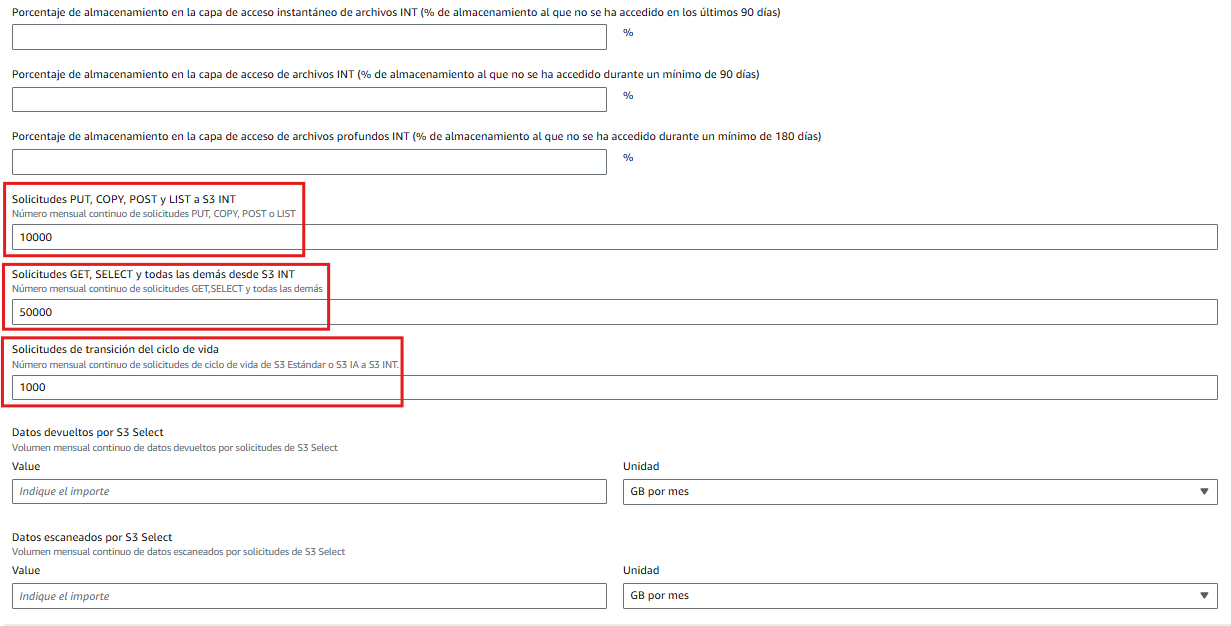 Porcentaje de almacenamiento en la capa de acceso instantáneo de archivos INT (% de almacenamiento al que no se ha accedido en los últimos 90 días)
%
Porcentaje de almacenamiento en la capa de acceso de archivos INT (% de almacenamiento al que no se ha accedido durante un mínimo de 90 días)
%
Porcentaje de almacenamiento en la capa de acceso de archivos profundos INT (% de almacenamiento al que no se ha accedido durante un mínimo de 180 días)
%
Solicitudes PUT, COPY, POST y LIST a S3 INT
Número mensual continuo de solicitudes PUT, COPY, POST o LIST
10000
Solicitudes GET, SELECT y todas las demás desde S3 INT
Número mensual continuo de solicitudes GET,SELECT y todas las demás
50000
Solicitudes de transición del ciclo de vida
Número mensual continuo de solicitudes de ciclo de vida de S3 Estándar o S3 IA a S3 INT.
1000
Datos devueltos por S3 Select
Volumen mensual continuo de datos devueltos por solicitudes de S3 Select
Value Unidad
Indique el importe GB por mes
Datos escaneados por S3 Select
Volumen mensual continuo de datos escaneados por solicitudes de S3 Select
Value Unidad
Indique el importe GB por mes